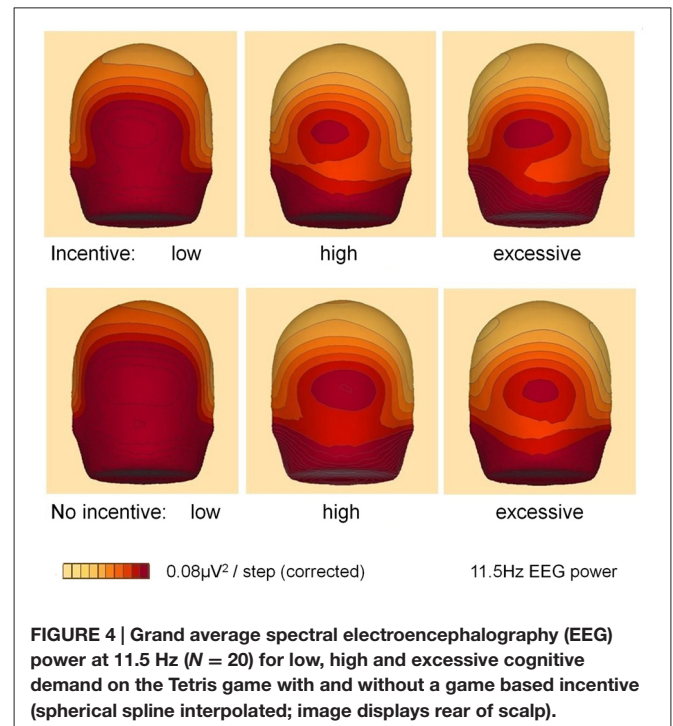 Incentive: low high excessive
No incentive: low high excessive
0.08µV² / step (corrected) 11.5Hz EEG power
FIGURE 4 | Grand average spectral electroencephalography (EEG)
power at 11.5 Hz (N = 20) for low, high and excessive cognitive
demand on the Tetris game with and without a game based incentive
(spherical spline interpolated; image displays rear of scalp).